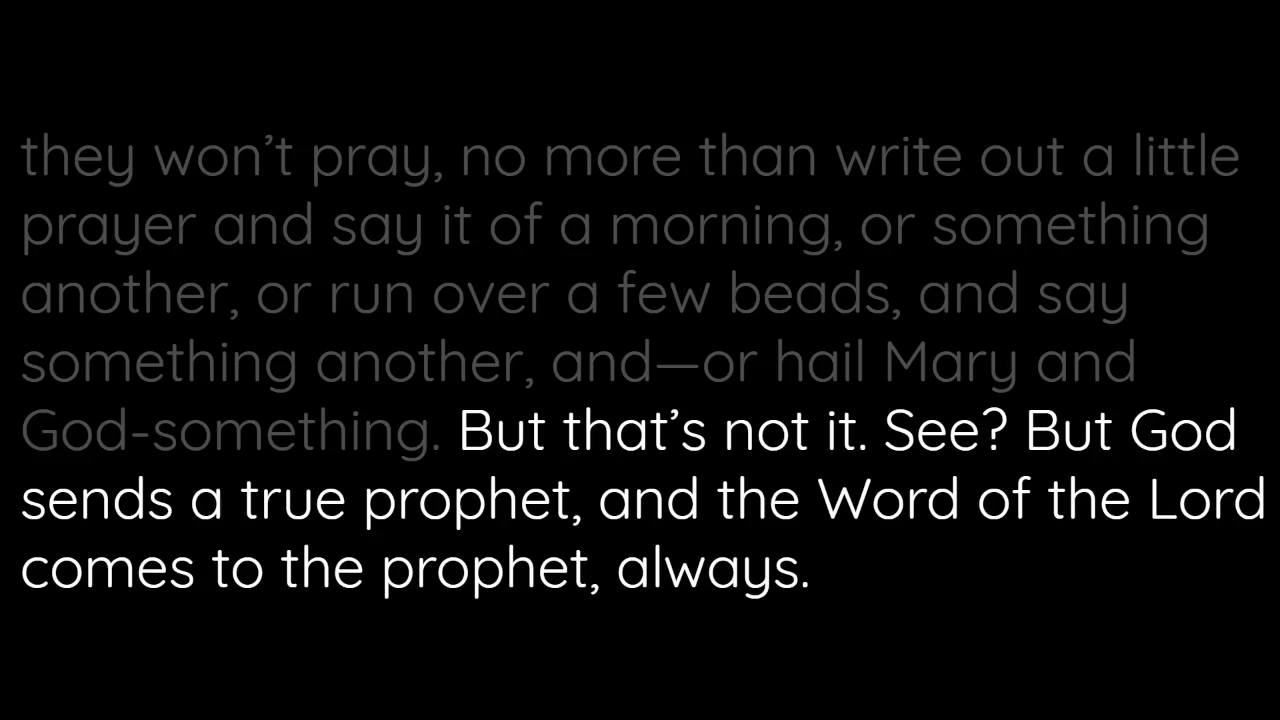 they won’t pray, no more than write out a little
prayer and say it of a morning, or something
another, or run over a few beads, and say
something another, and—or hail Mary and
God-something. But that’s not it. See? But God
sends a true prophet, and the Word of the Lord
comes to the prophet, always.